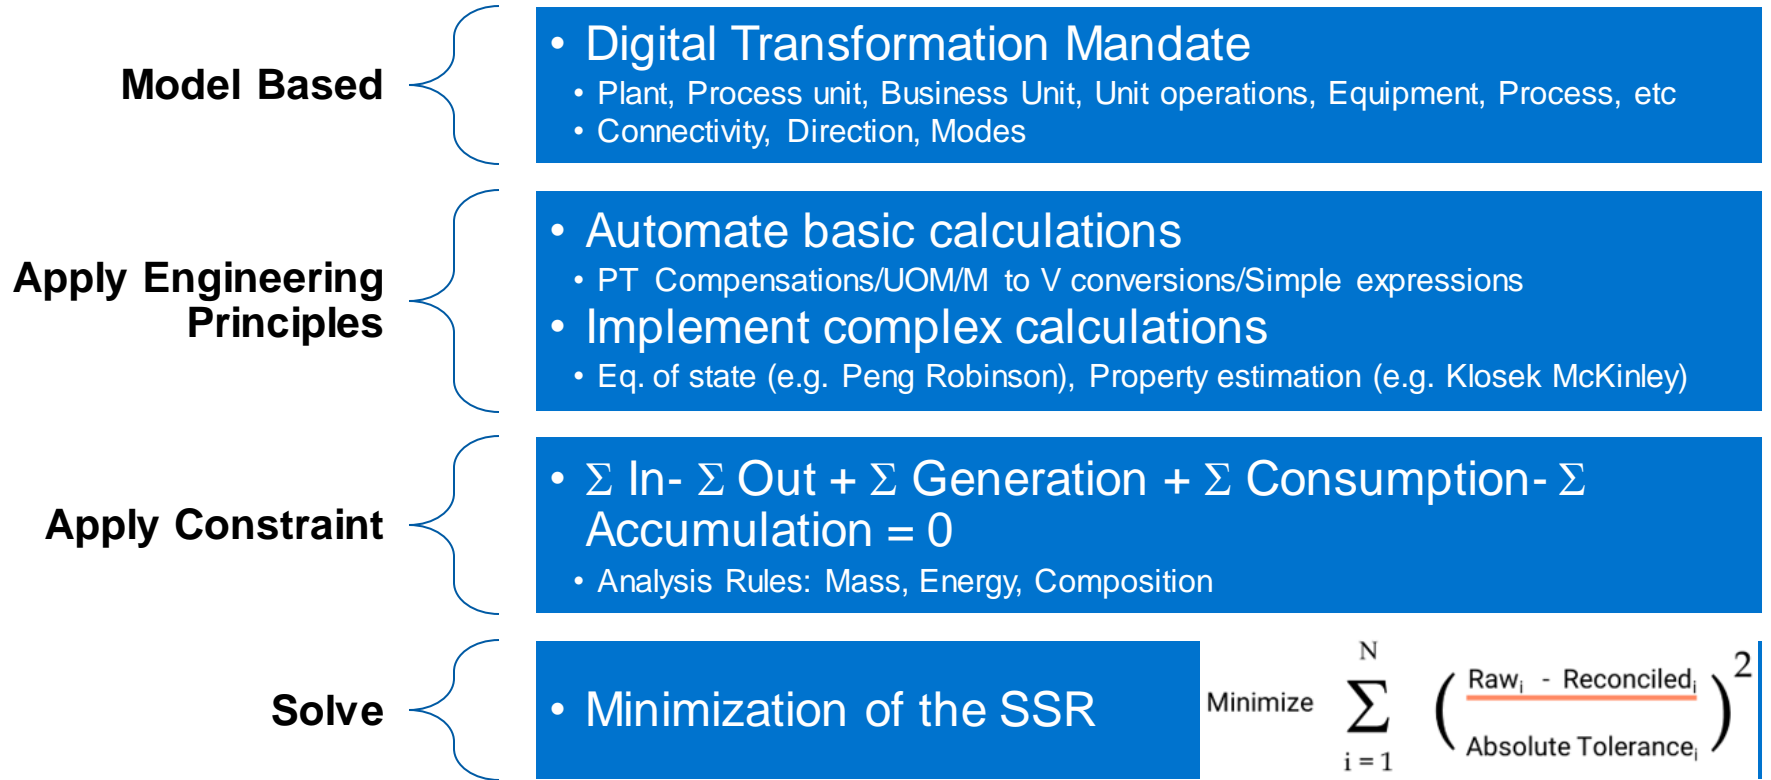 Model Based
• Digital Transformation Mandate
• Plant, Process unit, Business Unit, Unit operations, Equipment, Process, etc
• Connectivity, Direction, Modes
Apply Engineering
Principles
• Automate basic calculations
• PT Compensations/UOM/M to V conversions/Simple expressions
• Implement complex calculations
• Eq. of state (e.g. Peng Robinson), Property estimation (e.g. Klosek McKinley)
Apply Constraint
• Σ In- Σ Out + Σ Generation + Σ Consumption- Σ
Accumulation = 0
• Analysis Rules: Mass, Energy, Composition
Solve
• Minimization of the SSR
N
Minimize Σ ( Rawᵢ - Reconciledᵢ )²
Absolute Toleranceᵢ
i = 1